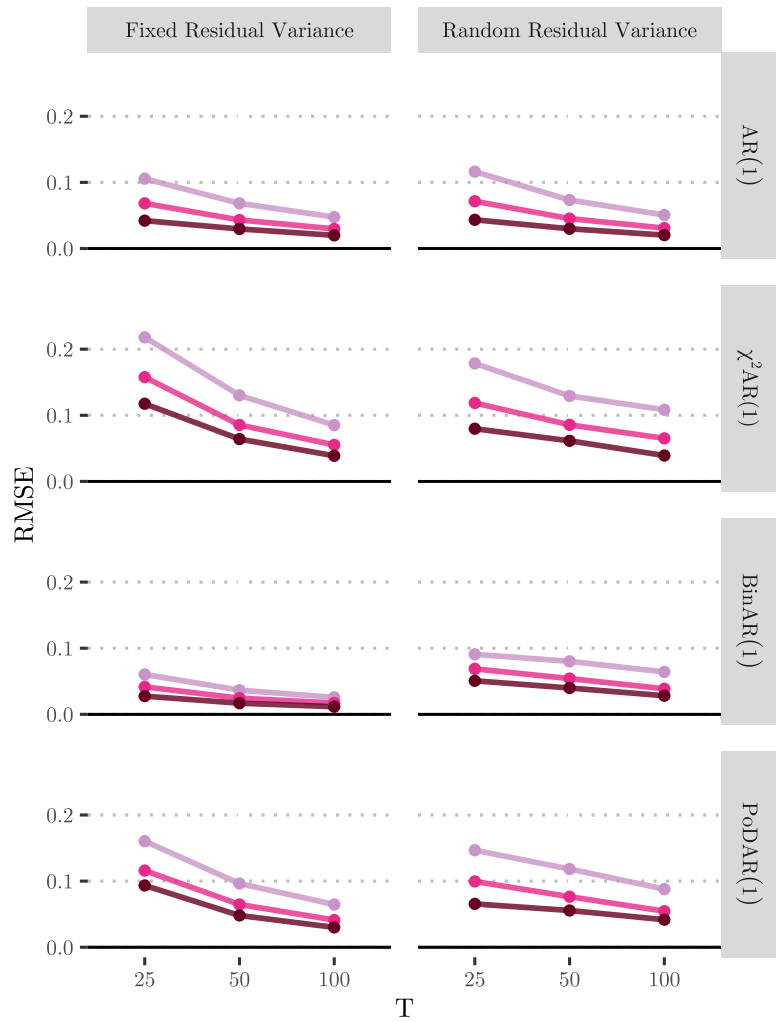 Fixed Residual Variance
Random Residual Variance
0.2
0.1
0.0
AR(1)
0.2
0.1
0.0
χ²AR(1)
RMSE
0.2
0.1
0.0
BinAR(1)
0.2
0.1
0.0
PoDAR(1)
25
50
100
25
50
100
T